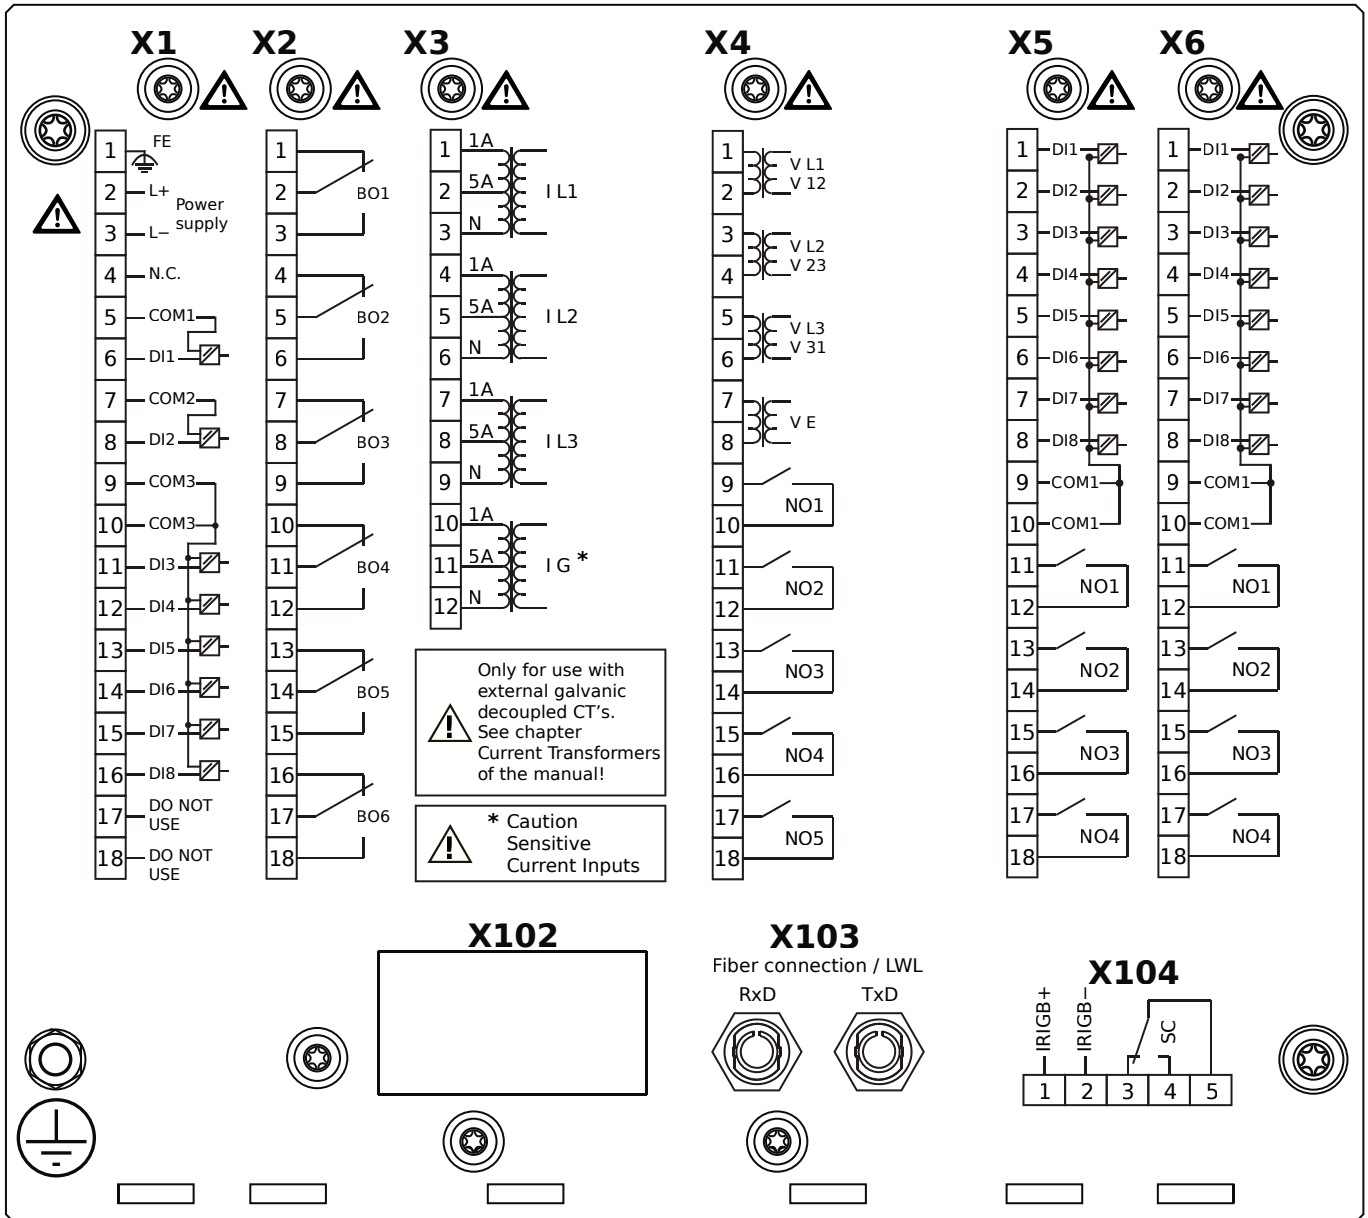 X1 X2 X3 X4 X5 X6
1 FE
2 L+
Power
supply
3 L−
4 N.C.
5 COM1
6 DI1
7 COM2
8 DI2
9 COM3
10 COM3
11 DI3
12 DI4
13 DI5
14 DI6
15 DI7
16 DI8
17 DO NOT
USE
18 DO NOT
USE
1
2 BO1
3
4
5 BO2
6
7
8 BO3
9
10
11 BO4
12
13
14 BO5
15
16
17 BO6
18
1 1A
2 5A I L1
3 N
4 1A
5 5A I L2
6 N
7 1A
8 5A I L3
9 N
10 1A
11 5A I G *
12 N
Only for use with
external galvanic
decoupled CT's.
See chapter
Current Transformers
of the manual!
* Caution
Sensitive
Current Inputs
1 V L1
2 V 12
3 V L2
4 V 23
5 V L3
6 V 31
7 V E
8
9 NO1
10
11 NO2
12
13 NO3
14
15 NO4
16
17 NO5
18
1 DI1
2 DI2
3 DI3
4 DI4
5 DI5
6 DI6
7 DI7
8 DI8
9 COM1
10 COM1
11 NO1
12
13 NO2
14
15 NO3
16
17 NO4
18
1 DI1
2 DI2
3 DI3
4 DI4
5 DI5
6 DI6
7 DI7
8 DI8
9 COM1
10 COM1
11 NO1
12
13 NO2
14
15 NO3
16
17 NO4
18
X102
X103
Fiber connection / LWL
RxD TxD
X104
IRIGB+ IRIGB− SC
1 2 3 4 5